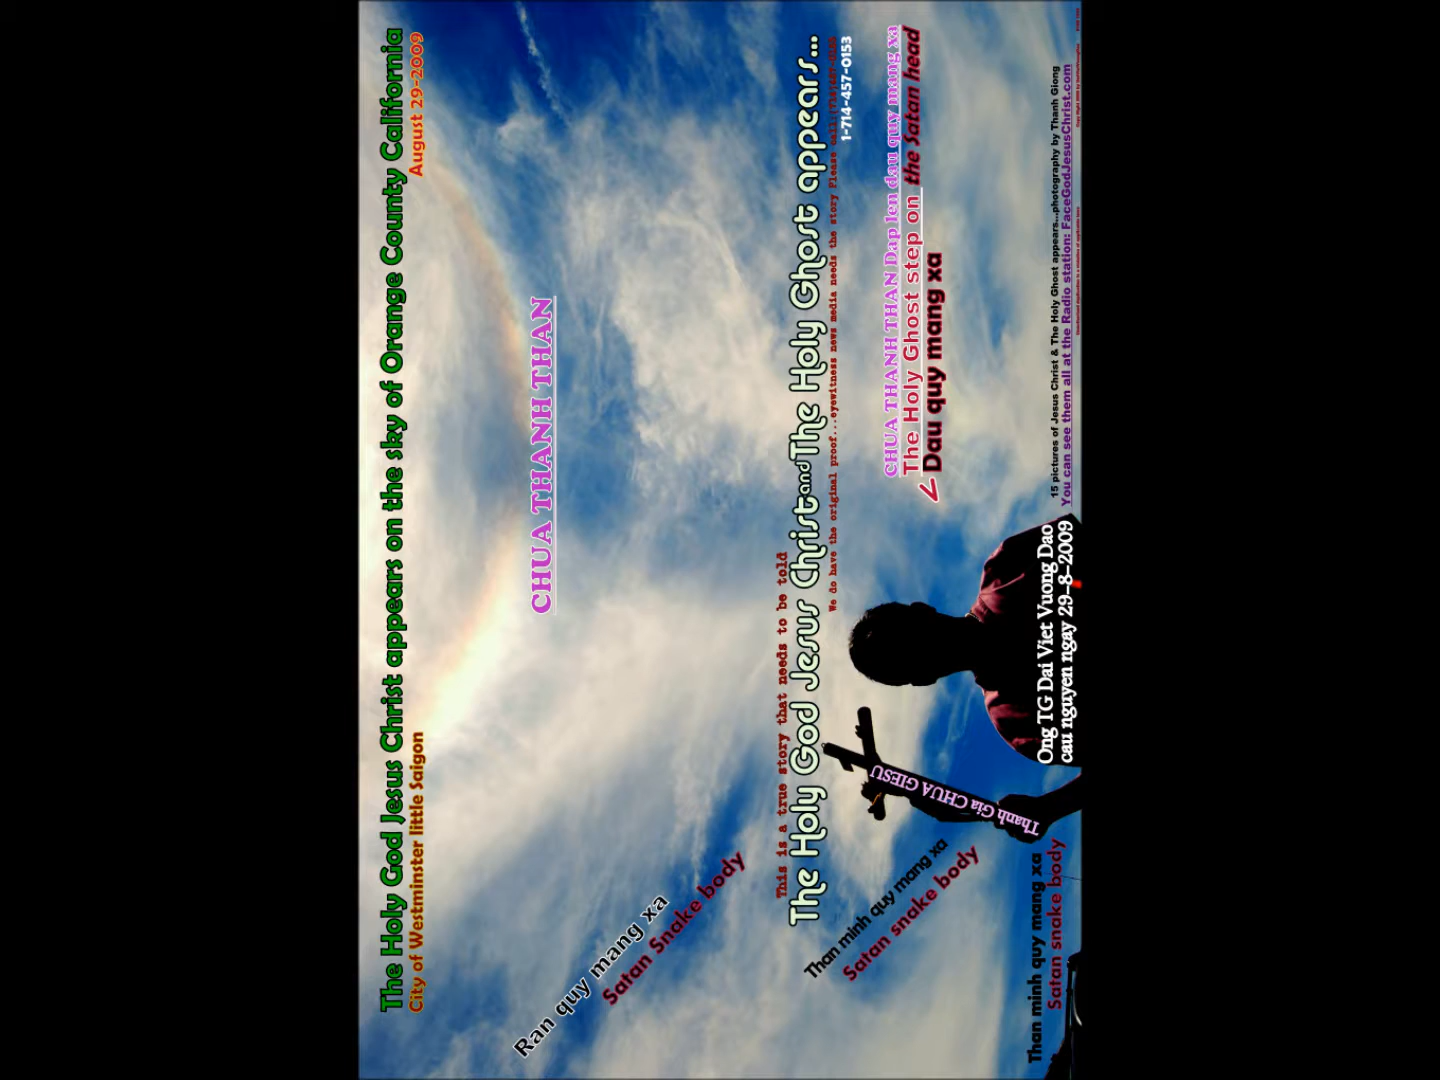 The Holy God Jesus Christ appears on the sky of Orange County California
City of Westminster little Saigon
August 29-2009
CHUA THANH THAN
Ran quy mang xa
Satan Snake body
This is a true story that needs to be told
The Holy God Jesus Christ and The Holy Ghost appears...
We do have the original proof...eyewitness news media needs the story Please call:(714)457-0153
1-714-457-0153
CHUA THANH THAN Dap len dau quy mang xa
The Holy Ghost step on the Satan head
Dau quy mang xa
Than minh quy mang xa
Satan snake body
Thanh Gia CHUA GIESU
Than minh quy mang xa
Satan snake body
Ong TG Dai Viet Vuong Dao
cau nguyen ngay 29-8-2009
15 pictures of Jesus Christ & The Holy Ghost appears...photography by Thanh Giong
You can see them all at the Radio station: FaceGodJesusChrist.com